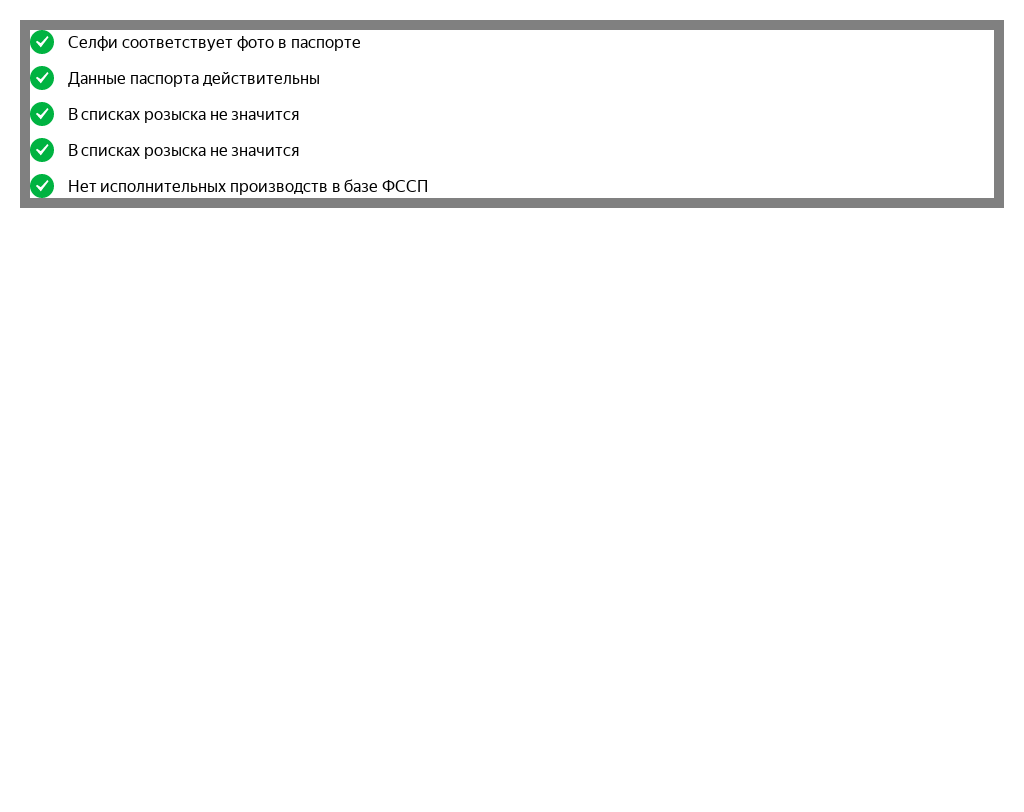 Селфи соответствует фото в паспорте
Данные паспорта действительны
В списках розыска не значится
В списках розыска не значится
Нет исполнительных производств в базе ФССП